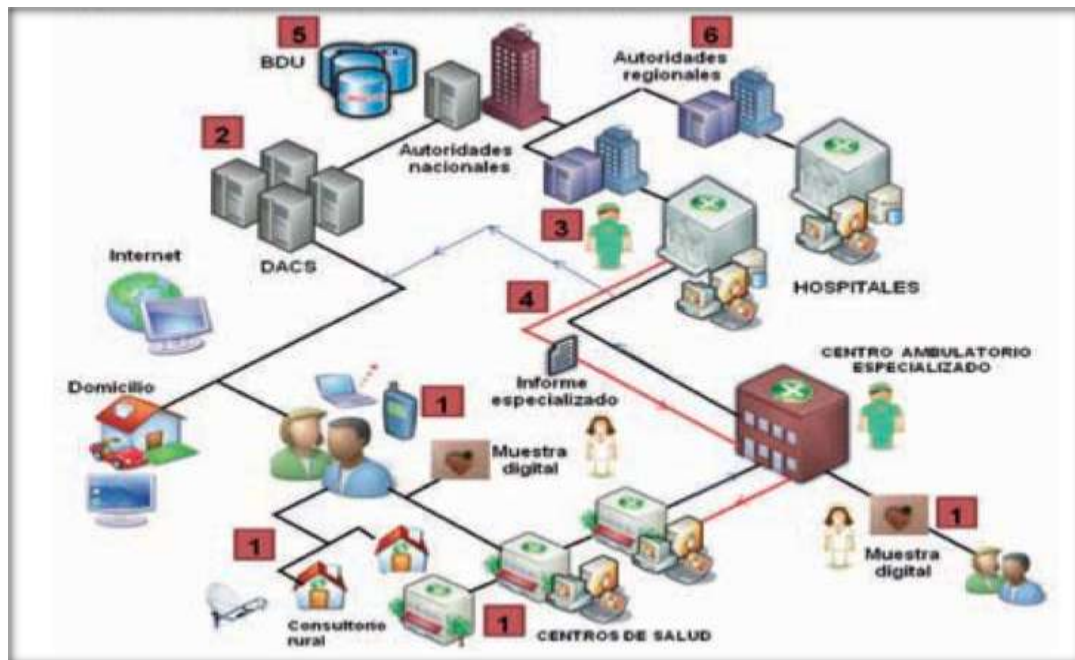 5
BDU
6
Autoridades
regionales
2
Autoridades
nacionales
3
DACS
Internet
HOSPITALES
4
CENTRO AMBULATORIO
ESPECIALIZADO
Informe
especializado
Domicilio
1
Muestra
digital
1
Muestra
digital
1
Consultorio
rural
1
CENTROS DE SALUD